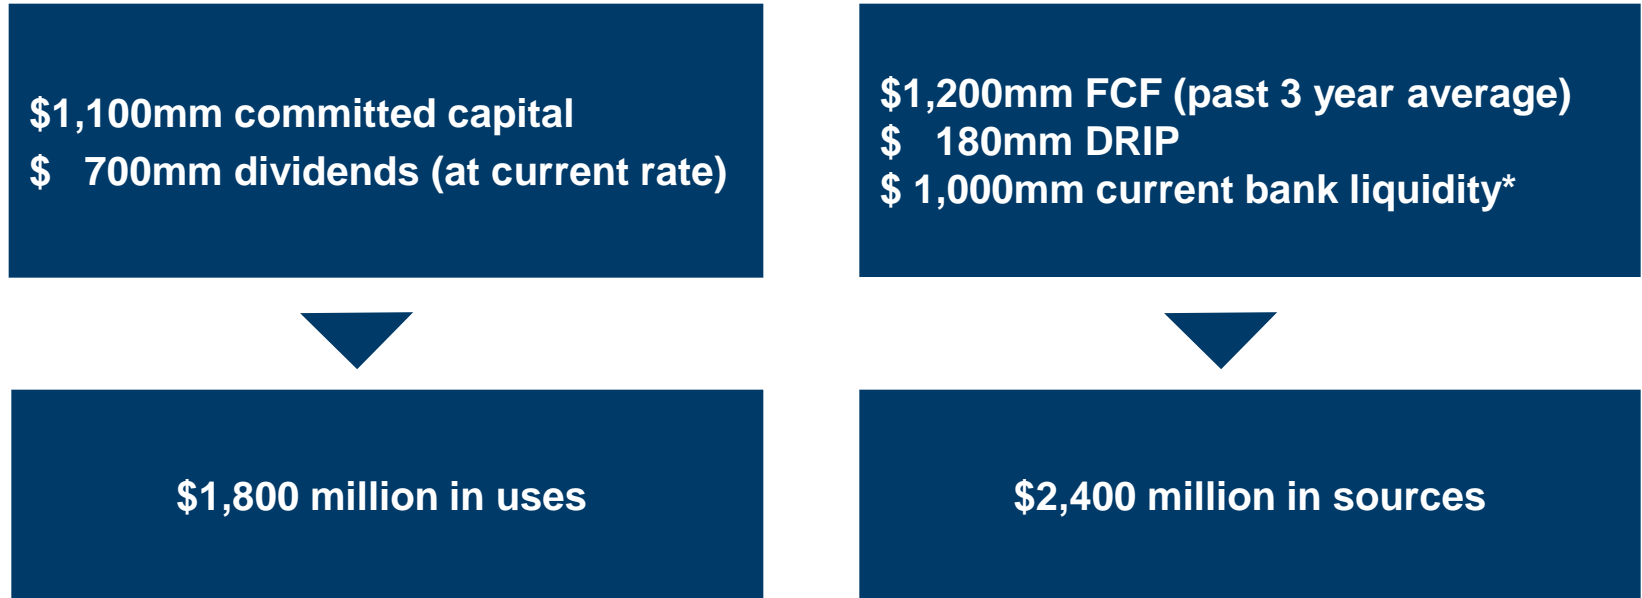 $1,100mm committed capital
$ 700mm dividends (at current rate)
$1,200mm FCF (past 3 year average)
$ 180mm DRIP
$ 1,000mm current bank liquidity*
$1,800 million in uses
$2,400 million in sources